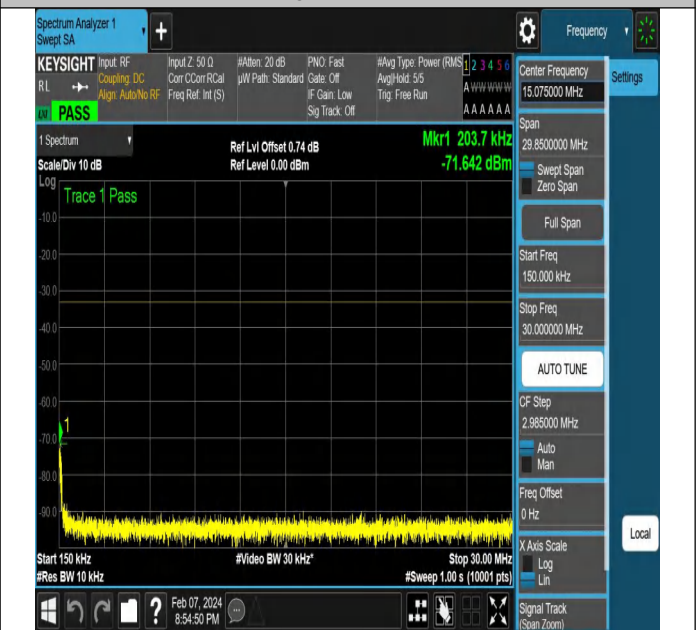 Spectrum Analyzer 1
Swept SA
+
Frequency
KEYSIGHT
RL
PASS
Input: RF
Coupling: DC
Align: Auto/No RF
Input Z: 50 Ω
Corr CCorr RCal
Freq Ref: Int (S)
#Atten: 20 dB
µW Path: Standard
PNO: Fast
Gate: Off
IF Gain: Low
Sig Track: Off
#Avg Type: Power (RMS
Avg|Hold: 5/5
Trig: Free Run
1 2 3 4 5 6
A W W W W W
A A A A A A
1 Spectrum
Scale/Div 10 dB
Ref Lvl Offset 0.74 dB
Ref Level 0.00 dBm
Mkr1 203.7 kHz
-71.642 dBm
Log
Trace 1 Pass
-10.0
-20.0
-30.0
-40.0
-50.0
-60.0
1
-70.0
-80.0
-90.0
Start 150 kHz
#Video BW 30 kHz*
Stop 30.00 MHz
#Res BW 10 kHz
#Sweep 1.00 s (10001 pts)
?
Feb 07, 2024
8:54:50 PM
Center Frequency
15.075000 MHz
Settings
Span
29.8500000 MHz
Swept Span
Zero Span
Full Span
Start Freq
150.000 kHz
Stop Freq
30.000000 MHz
AUTO TUNE
CF Step
2.985000 MHz
Auto
Man
Freq Offset
0 Hz
X Axis Scale
Log
Lin
Local
Signal Track
(Span Zoom)